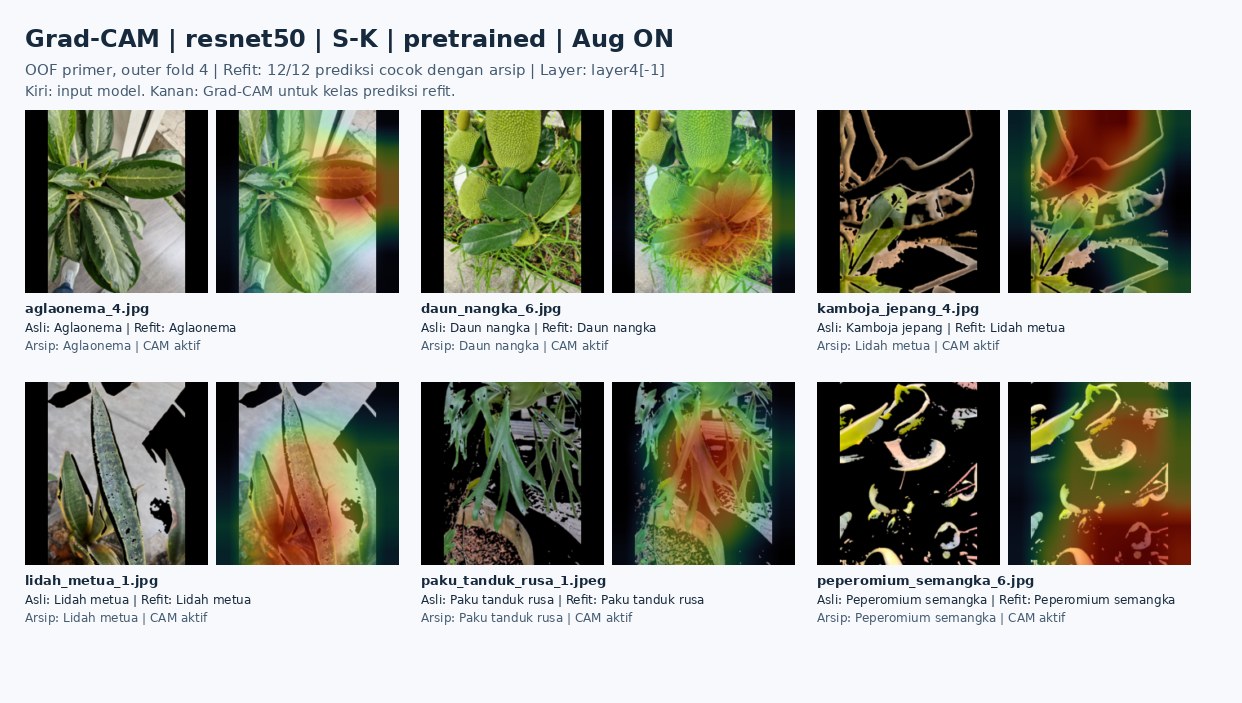 Grad-CAM | resnet50 | S-K | pretrained | Aug ON
OOF primer, outer fold 4 | Refit: 12/12 prediksi cocok dengan arsip | Layer: layer4[-1]
Kiri: input model. Kanan: Grad-CAM untuk kelas prediksi refit.
aglaonema_4.jpg
Asli: Aglaonema | Refit: Aglaonema
Arsip: Aglaonema | CAM aktif
daun_nangka_6.jpg
Asli: Daun nangka | Refit: Daun nangka
Arsip: Daun nangka | CAM aktif
kamboja_jepang_4.jpg
Asli: Kamboja jepang | Refit: Lidah metua
Arsip: Lidah metua | CAM aktif
lidah_metua_1.jpg
Asli: Lidah metua | Refit: Lidah metua
Arsip: Lidah metua | CAM aktif
paku_tanduk_rusa_1.jpeg
Asli: Paku tanduk rusa | Refit: Paku tanduk rusa
Arsip: Paku tanduk rusa | CAM aktif
peperomium_semangka_6.jpg
Asli: Peperomium semangka | Refit: Peperomium semangka
Arsip: Peperomium semangka | CAM aktif